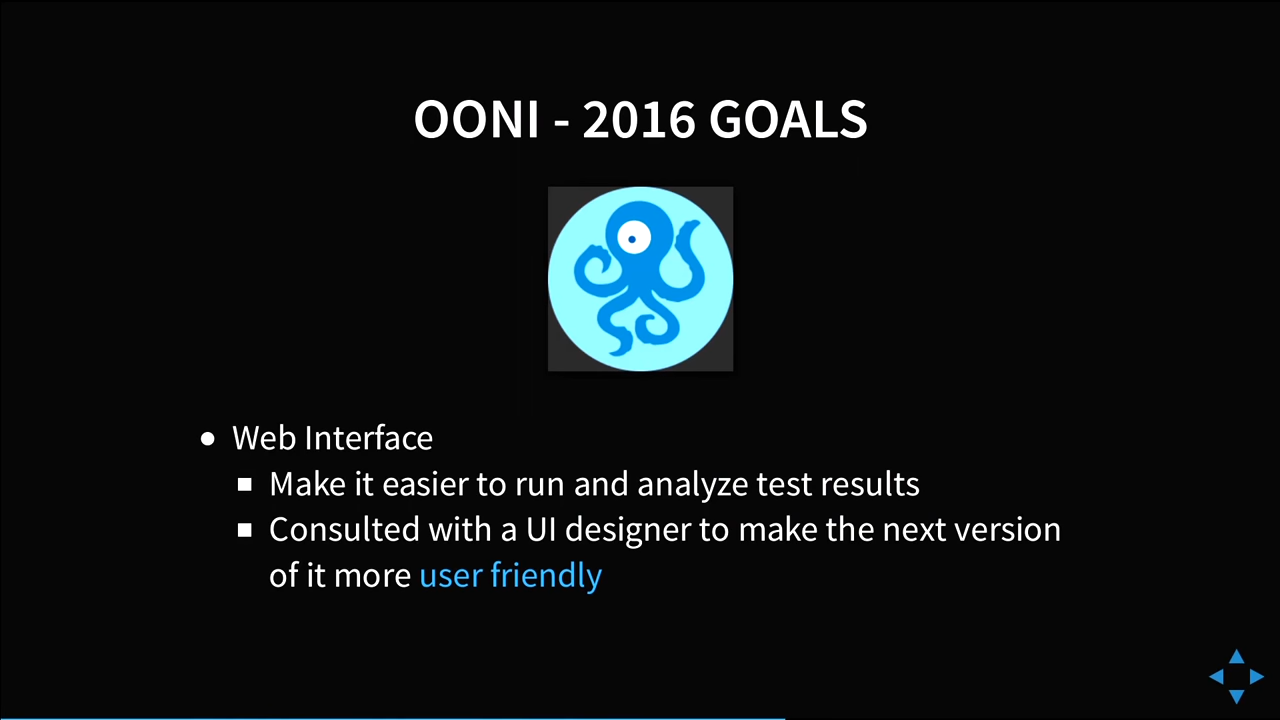 OONI - 2016 GOALS
Web Interface
Make it easier to run and analyze test results
Consulted with a UI designer to make the next version
of it more user friendly